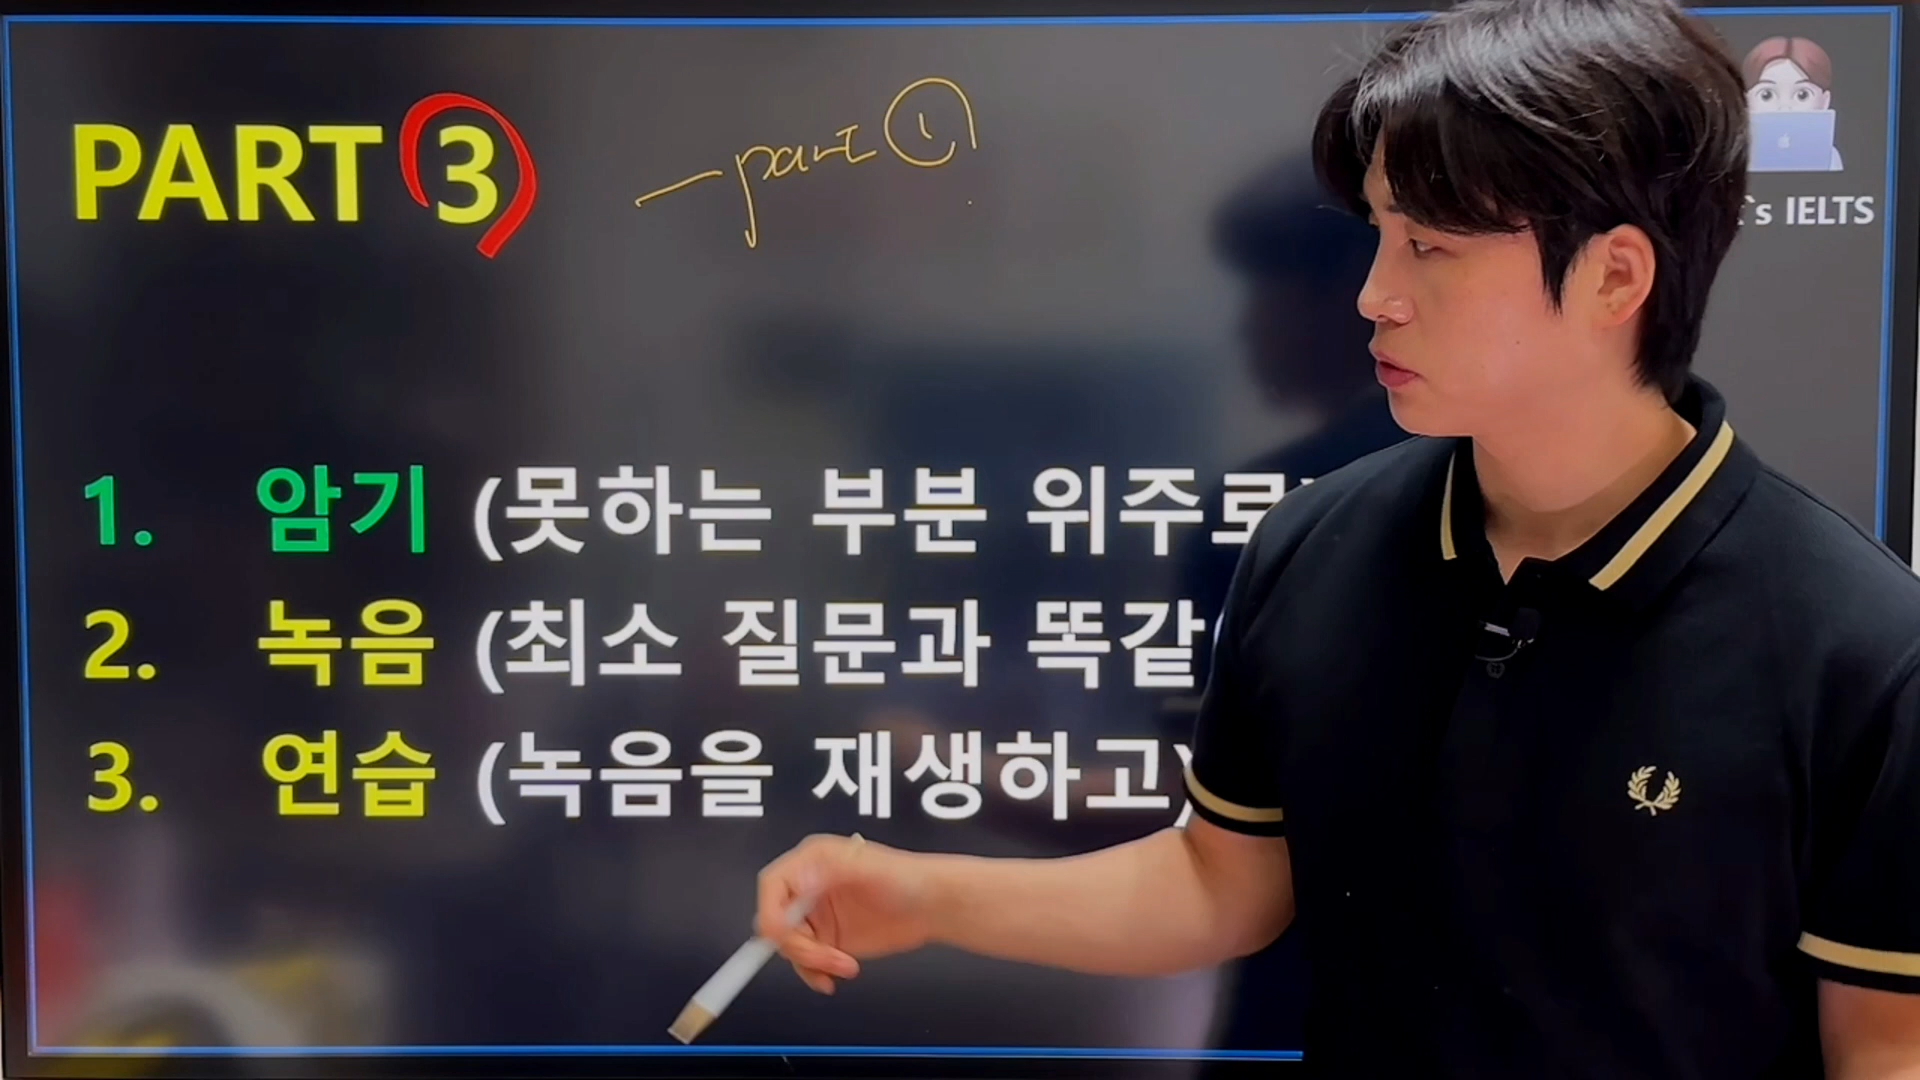 PART 3
-part ①
's IELTS
1. 암기 (못하는 부분 위주로)
2. 녹음 (최소 질문과 똑같
3. 연습 (녹음을 재생하고)